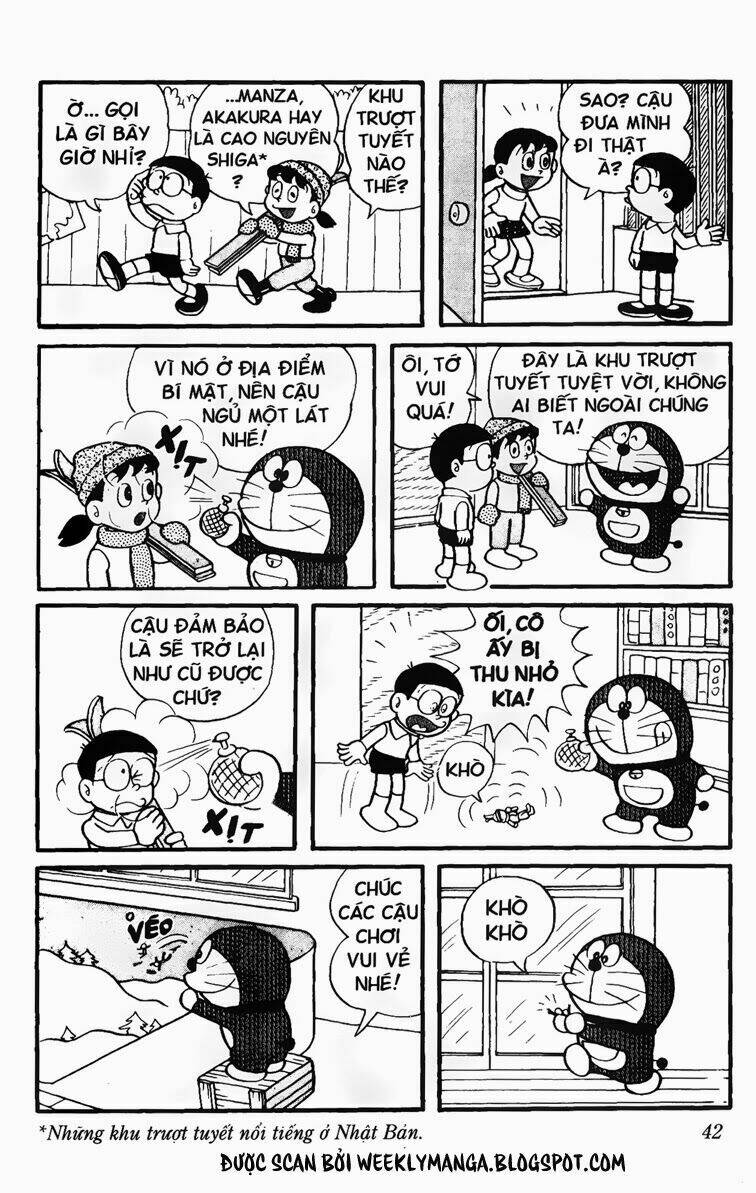 SAO? CẬU
ĐƯA MÌNH
ĐI THẬT
À?
KHU
TRƯỢT
TUYẾT
NÀO
THẾ?
...MANZA,
AKAKURA HAY
LÀ CAO NGUYÊN
SHIGA*
?
Ờ... GỌI
LÀ GÌ BÂY
GIỜ NHỈ?
ĐÂY LÀ KHU TRƯỢT
TUYẾT TUYỆT VỜI, KHÔNG
AI BIẾT NGOÀI CHÚNG
TA!
ÔI, TỚ
VUI
QUÁ!
VÌ NÓ Ở ĐỊA ĐIỂM
BÍ MẬT, NÊN CẬU
NGỦ MỘT LÁT
NHÉ!
XỊT
ỐI, CÔ
ẤY BỊ
THU NHỎ
KÌA!
KHÒ
CẬU ĐẢM BẢO
LÀ SẼ TRỞ LẠI
NHƯ CŨ ĐƯỢC
CHỨ?
XỊT
KHÒ
KHÒ
CHÚC
CÁC CẬU
CHƠI
VUI VẺ
NHÉ!
VÉO
*Những khu trượt tuyết nổi tiếng ở Nhật Bản.
42
ĐƯỢC SCAN BỞI WEEKLYMANGA.BLOGSPOT.COM